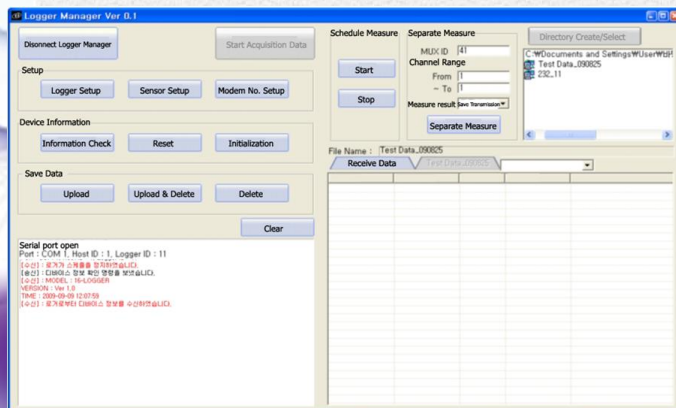 Logger Manager Ver 0.1
Disonnect Logger Manager
Start Acquisition Data
Setup
Logger Setup
Sensor Setup
Modem No. Setup
Device Information
Information Check
Reset
Initialization
Save Data
Upload
Upload & Delete
Delete
Clear
Schedule Measure
Start
Stop
Separate Measure
MUX ID 41
Channel Range
From 1
~ To 1
Measure result Save Transmission
Separate Measure
Directory Create/Select
C:₩Documents and Settings₩User₩
Test Data_090825
232_11
File Name : Test Data_090825
Receive Data
Test Data_090825
Serial port open
Port : COM 1, Host ID : 1, Logger ID : 11
[수신] : 로거가 스케쥴을 정지하였습니다.
[송신] : 디바이스 정보 확인 명령을 보냈습니다.
[수신] : MODEL : 16-LOGGER
VERSION : Ver 1.0
TIME : 2009-09-09 12:07:59
[수신] : 로거로부터 디바이스 정보를 수신하였습니다.